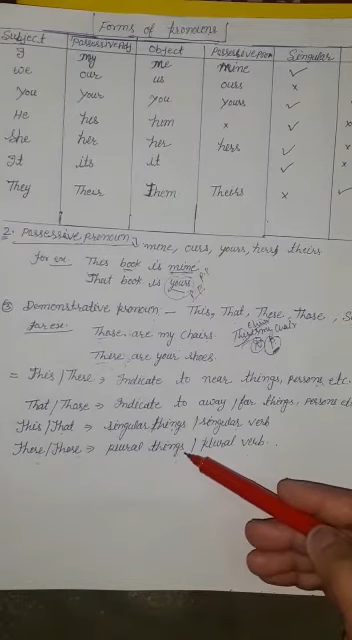 Forms of pronouns
Subject Possessive Adj Object Possessive Pron Singular
I my me mine ✓
We our us ours x
You your you yours ✓
He his him x ✓ x
She her her hers ✓ x
It its it ✓ x
They Theis Them Theirs x ✓
2. Possessive pronoun; mine, ours, yours, hers, theirs
for ex. This book is mine
That book is yours P.P
③ Demonstrative pronoun - This, That, These, Those,
For ex. Those are my chairs.
These are your shoes.
= This/These ⇒ Indicate to near things, persons etc.
That/Those ⇒ Indicate to away/far things, persons etc
This/That ⇒ singular things/singular verb
These/Those ⇒ plural things/plural verb..